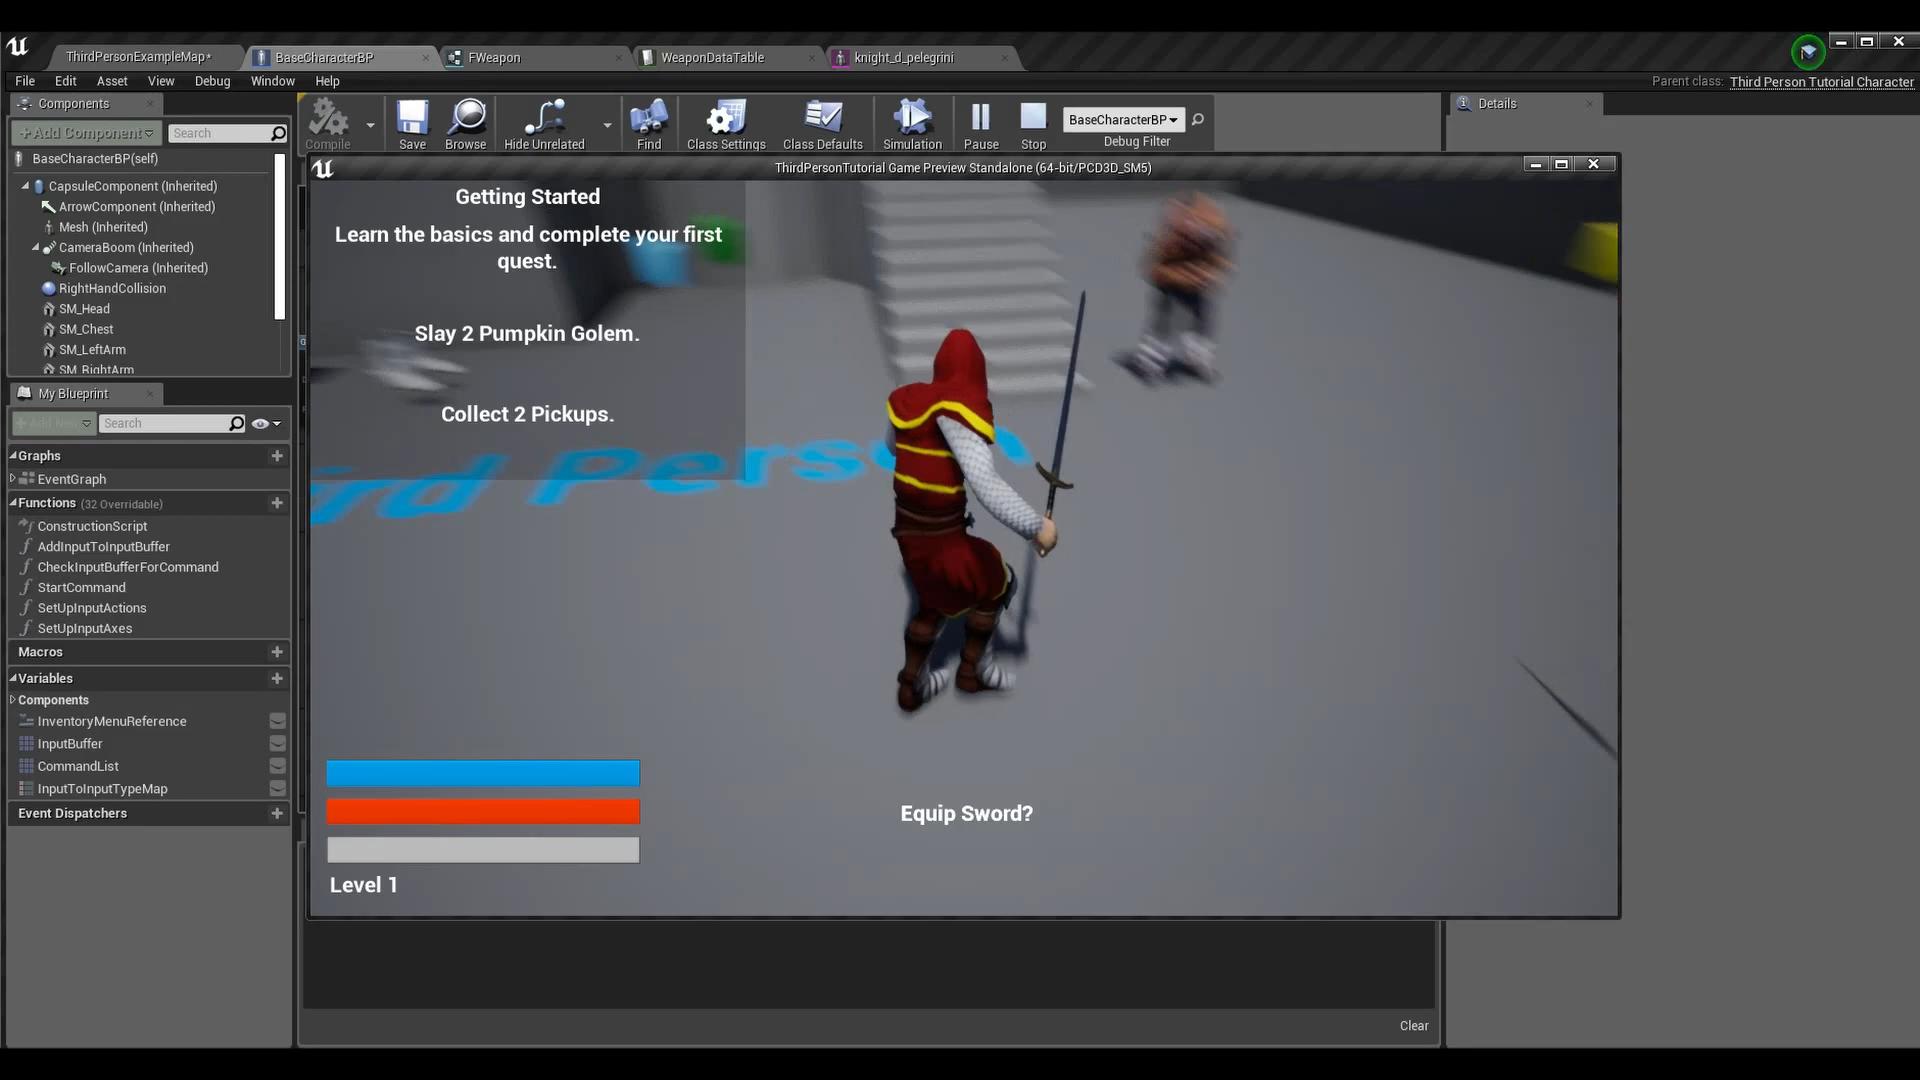 ThirdPersonExampleMap*
BaseCharacterBP
FWeapon
WeaponDataTable
knight_d_pelegrini
File Edit Asset View Debug Window Help
Parent class: Third Person Tutorial Character
Components
+Add Component
Search
BaseCharacterBP(self)
CapsuleComponent (Inherited)
ArrowComponent (Inherited)
Mesh (Inherited)
CameraBoom (Inherited)
FollowCamera (Inherited)
RightHandCollision
SM_Head
SM_Chest
SM_LeftArm
SM_RightArm
My Blueprint
+Add New
Search
Graphs
EventGraph
Functions (32 Overridable)
ConstructionScript
AddInputToInputBuffer
CheckInputBufferForCommand
StartCommand
SetUpInputActions
SetUpInputAxes
Macros
Variables
Components
InventoryMenuReference
InputBuffer
CommandList
InputToInputTypeMap
Event Dispatchers
Compile
Save
Browse
Hide Unrelated
Find
Class Settings
Class Defaults
Simulation
Pause
Stop
BaseCharacterBP
Debug Filter
Details
ThirdPersonTutorial Game Preview Standalone (64-bit/PCD3D_SM5)
Getting Started
Learn the basics and complete your first
quest.
Slay 2 Pumpkin Golem.
Collect 2 Pickups.
ird Perso
Equip Sword?
Level 1
Clear